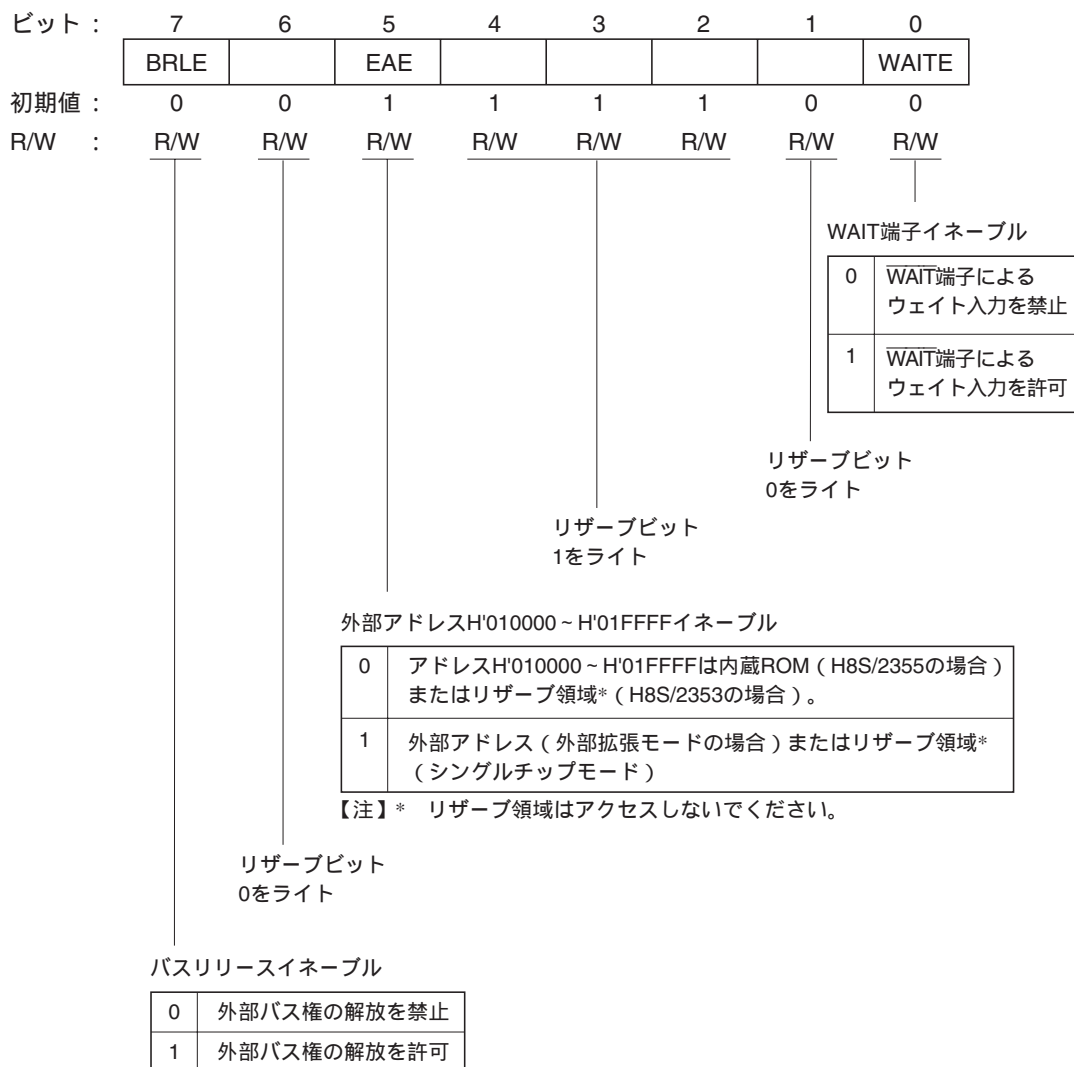 ビット： 7 6 5 4 3 2 1 0
BRLE EAE WAITE
初期値： 0 0 1 1 1 1 0 0
R/W ： R/W R/W R/W R/W R/W R/W R/W R/W
WAIT端子イネーブル
0 WAIT端子による
ウェイト入力を禁止
1 WAIT端子による
ウェイト入力を許可
リザーブビット
0をライト
リザーブビット
1をライト
外部アドレスH'010000～H'01FFFFイネーブル
0 アドレスH'010000～H'01FFFFは内蔵ROM（H8S/2355の場合）
またはリザーブ領域*（H8S/2353の場合）。
1 外部アドレス（外部拡張モードの場合）またはリザーブ領域*
（シングルチップモード）
【注】* リザーブ領域はアクセスしないでください。
リザーブビット
0をライト
バスリリースイネーブル
0 外部バス権の解放を禁止
1 外部バス権の解放を許可